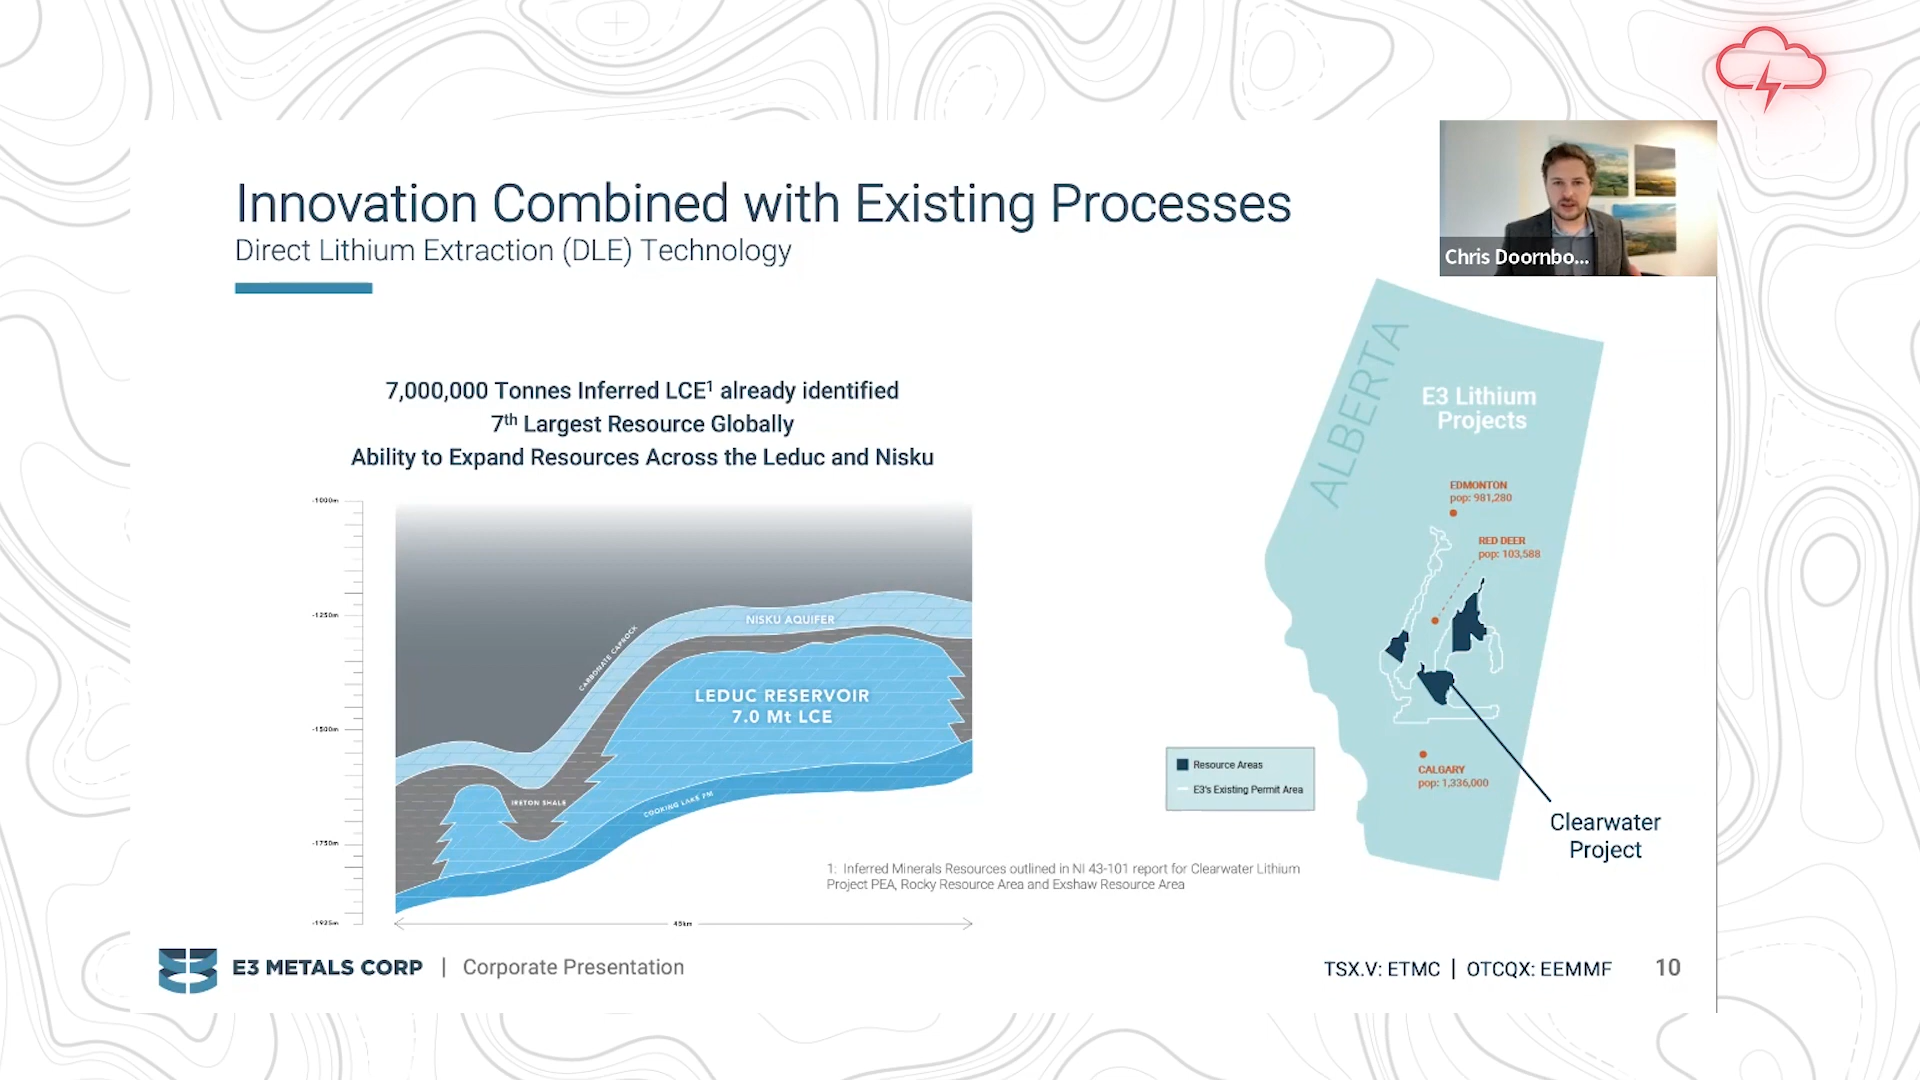 Innovation Combined with Existing Processes
Direct Lithium Extraction (DLE) Technology
Chris Doornbo...
7,000,000 Tonnes Inferred LCE¹ already identified
7th Largest Resource Globally
Ability to Expand Resources Across the Leduc and Nisku
-1000m
-1250m
-1500m
-1750m
-1925m
NISKU AQUIFER
CARBONATE CAPROCK
LEDUC RESERVOIR
7.0 Mt LCE
IRETON SHALE
COOKING LAKE FM
45km
ALBERTA
E3 Lithium
Projects
EDMONTON
pop: 981,280
RED DEER
pop: 103,588
CALGARY
pop: 1,336,000
Resource Areas
E3's Existing Permit Area
Clearwater
Project
1: Inferred Minerals Resources outlined in NI 43-101 report for Clearwater Lithium
Project PEA, Rocky Resource Area and Exshaw Resource Area
E3 METALS CORP | Corporate Presentation
TSX.V: ETMC | OTCQX: EEMMF 10